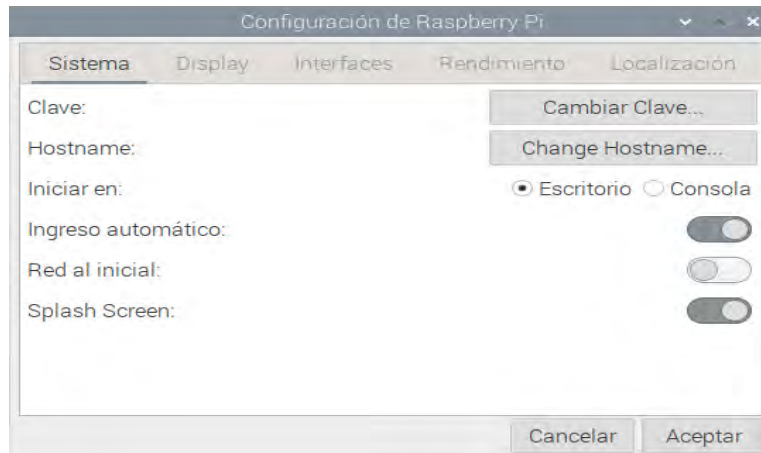 Configuración de Raspberry Pi
Sistema Display Interfaces Rendimiento Localización
Clave: Cambiar Clave...
Hostname: Change Hostname...
Iniciar en: Escritorio Consola
Ingreso automático:
Red al inicial:
Splash Screen:
Cancelar Aceptar